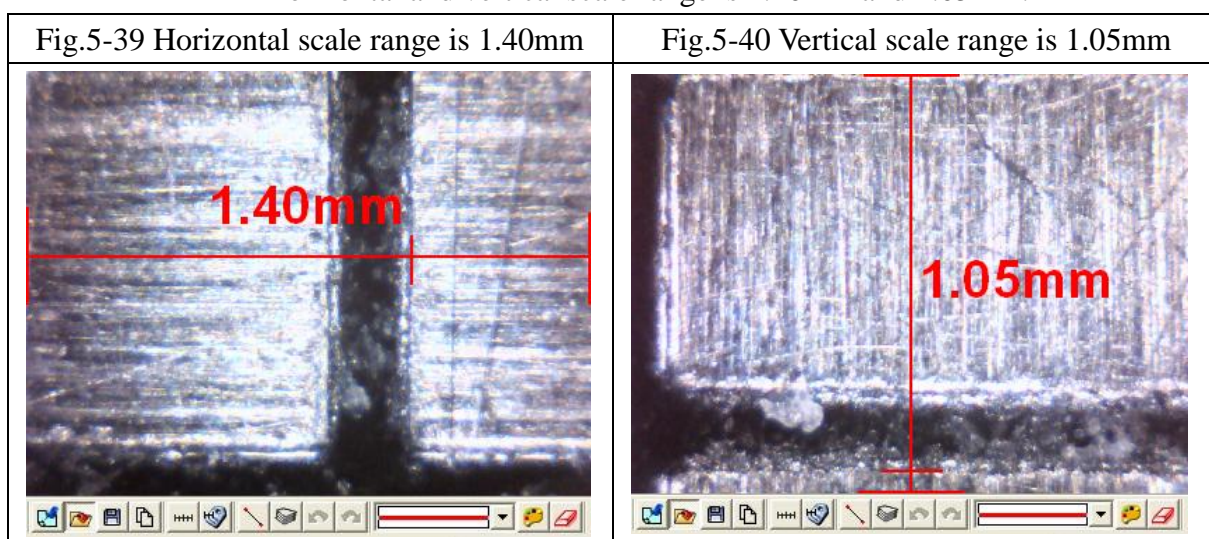 Fig.5-39 Horizontal scale range is 1.40mm
Fig.5-40 Vertical scale range is 1.05mm
1.40mm
1.05mm